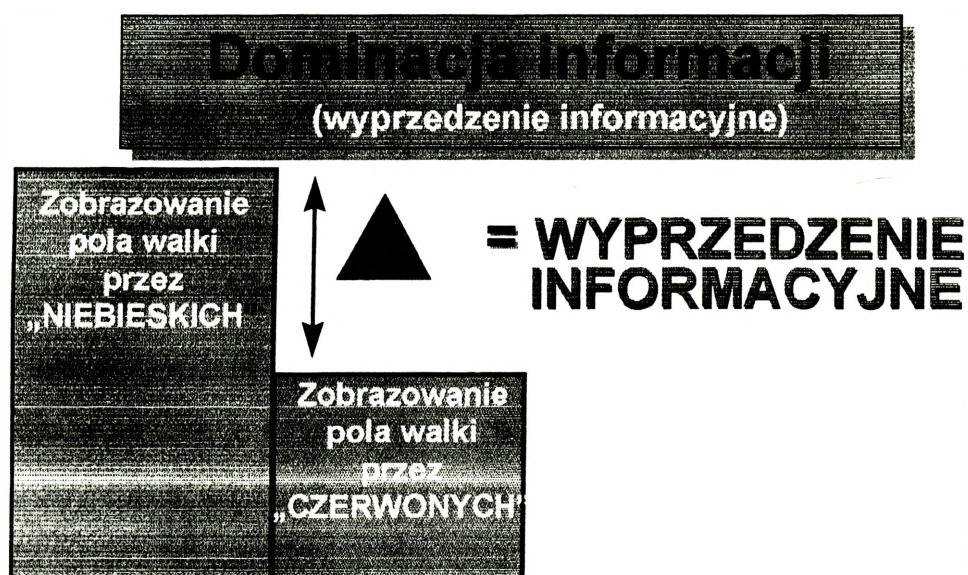 Dominacja informacji
(wyprzedzenie informacyjne)
Zobrazowanie
pola walki
przez
„NIEBIESKICH
= WYPRZEDZENIE
INFORMACYJNE
Zobrazowanie
pola walki
przez
„CZERWONYCH”